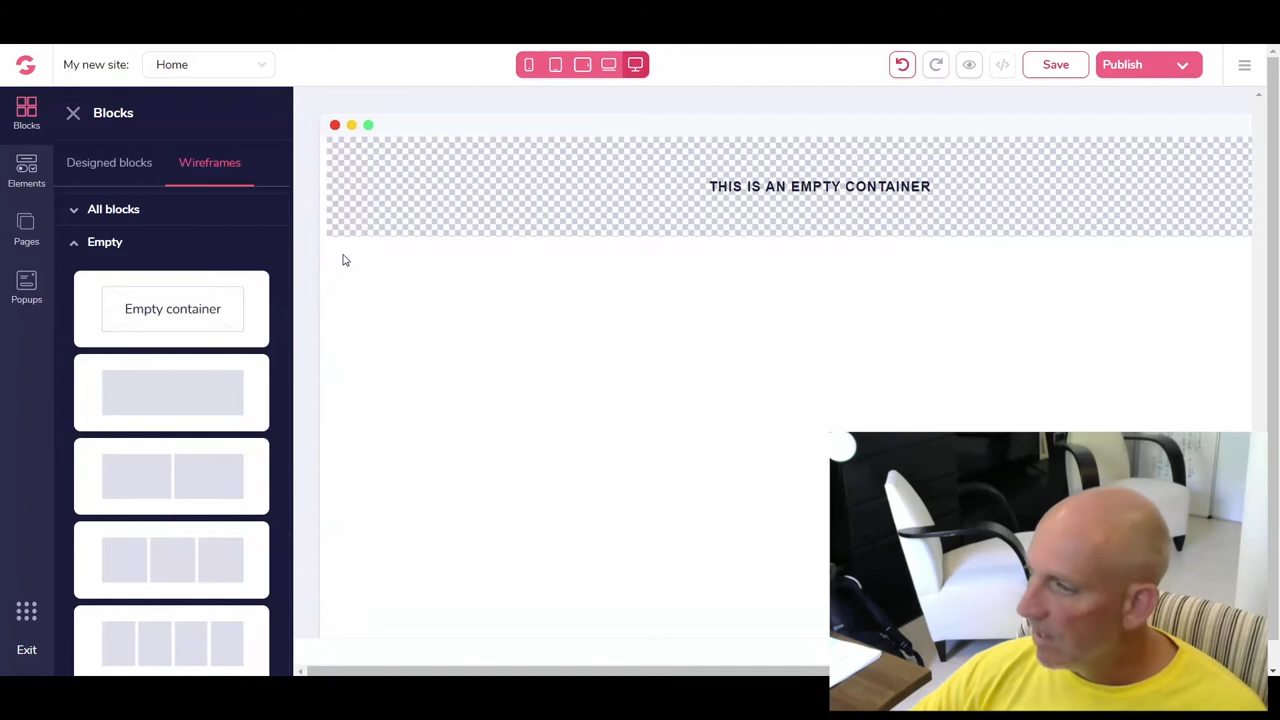 My new site:
Home
Save
Publish
Blocks
Elements
Pages
Popups
Exit
Blocks
Designed blocks
Wireframes
All blocks
Empty
Empty container
THIS IS AN EMPTY CONTAINER